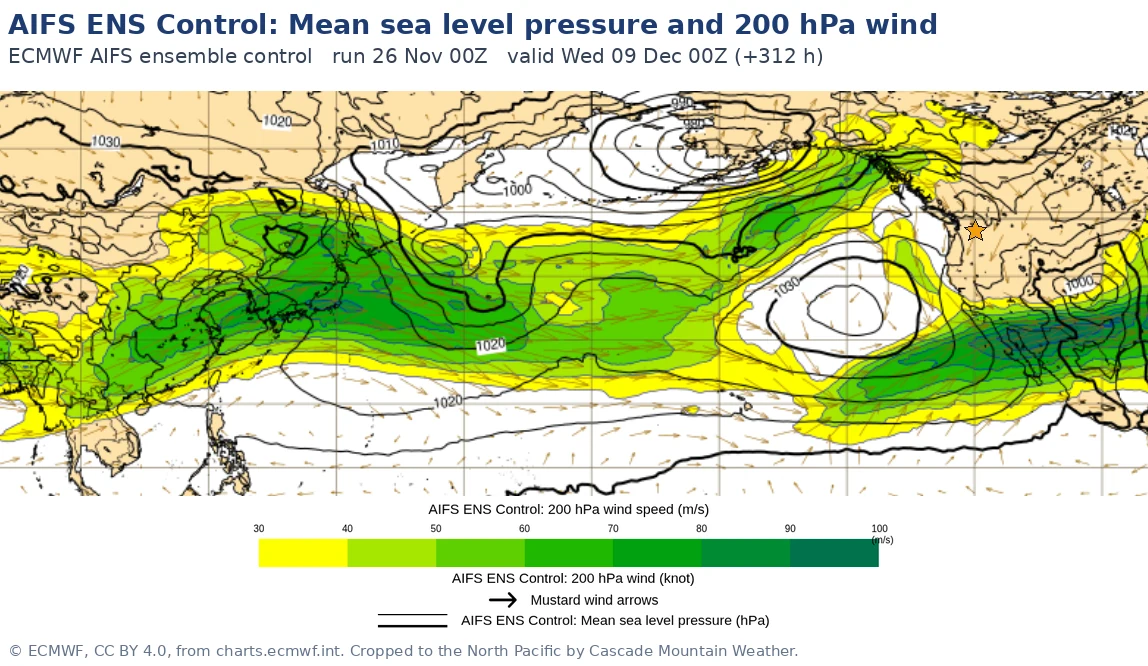 AIFS ENS Control: Mean sea level pressure and 200 hPa wind
ECMWF AIFS ensemble control   run 26 Nov 00Z   valid Wed 09 Dec 00Z (+312 h)
990
1020
980
1020
1030
1010
1000
1020
1030
1000
1020
1020
AIFS ENS Control: 200 hPa wind speed (m/s)
30 40 50 60 70 80 90 100
(m/s)
AIFS ENS Control: 200 hPa wind (knot)
Mustard wind arrows
AIFS ENS Control: Mean sea level pressure (hPa)
© ECMWF, CC BY 4.0, from charts.ecmwf.int. Cropped to the North Pacific by Cascade Mountain Weather.